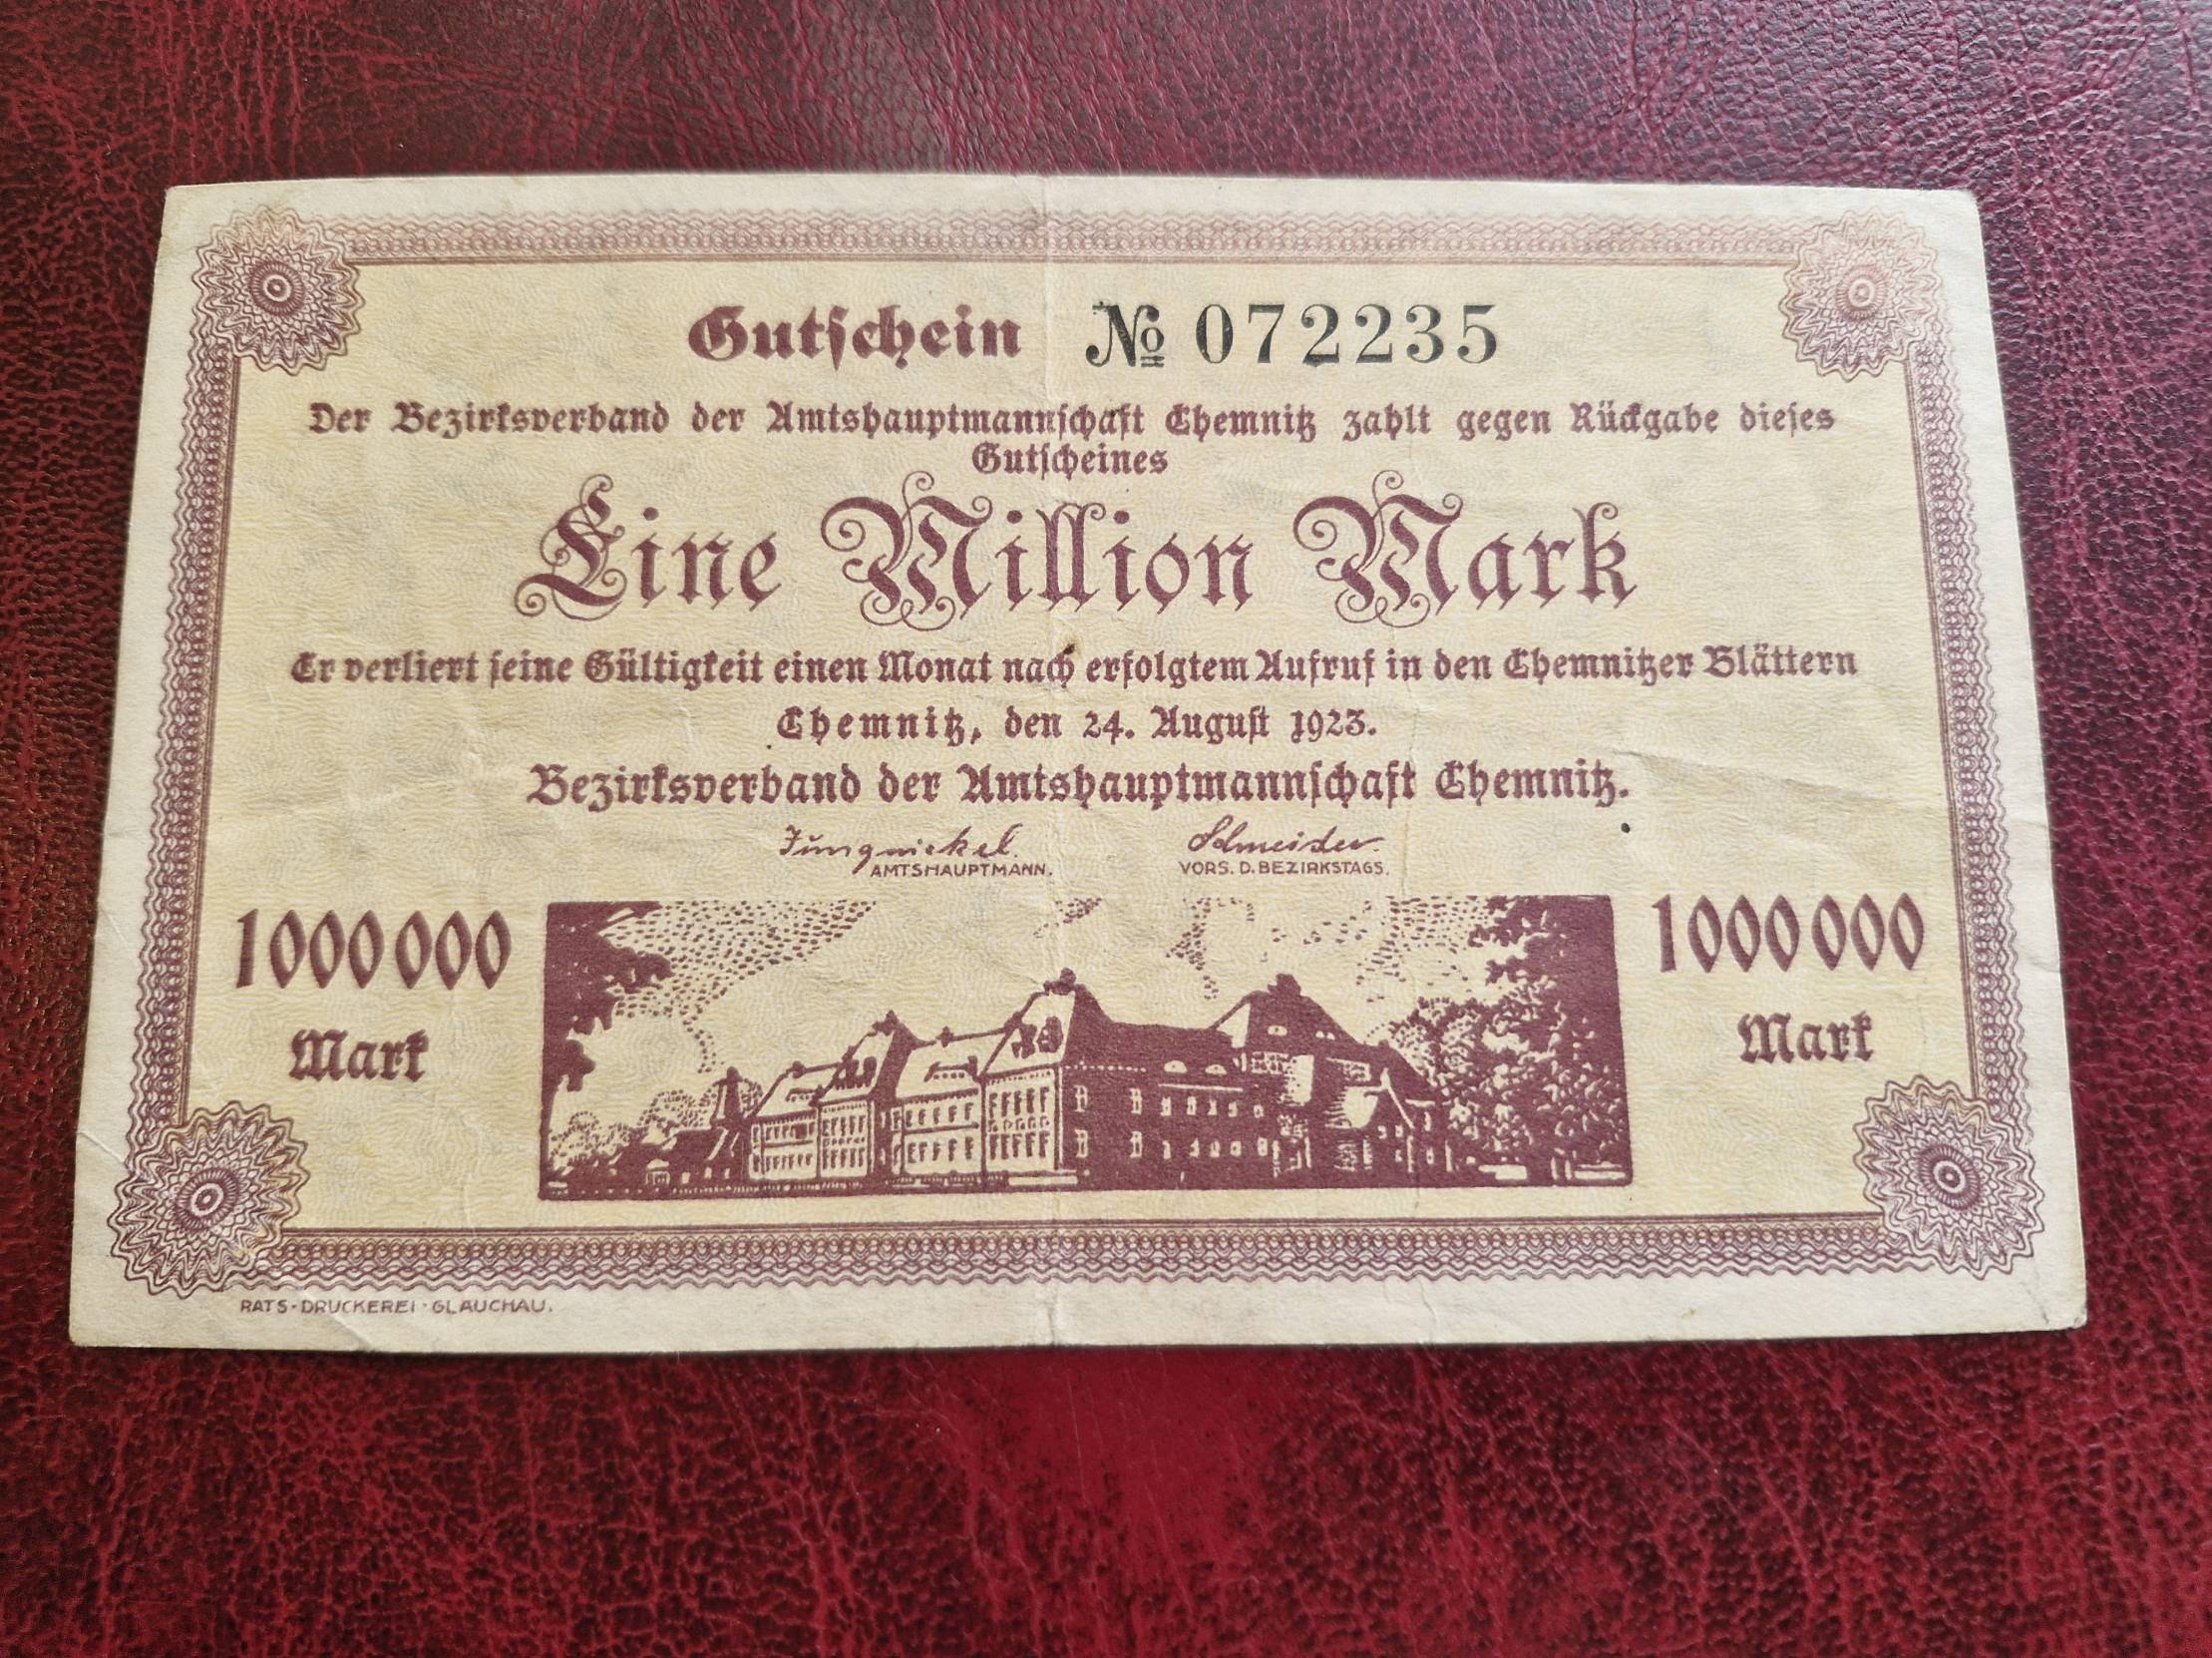 Gutschein № 072235
Der Bezirksverband der Amtshauptmannschaft Chemnitz zahlt gegen Rückgabe dieses
Gutscheines
Eine Million Mark
Er verliert seine Gültigkeit einen Monat nach erfolgtem Aufruf in den Chemnitzer Blättern
Chemnitz, den 24. August 1923.
Bezirksverband der Amtshauptmannschaft Chemnitz.
Jungnickel. Schneider.
AMTSHAUPTMANN. VORS. D. BEZIRKSTAGS.
1000000 1000000
Mark Mark
RATS-DRUCKEREI·GLAUCHAU.